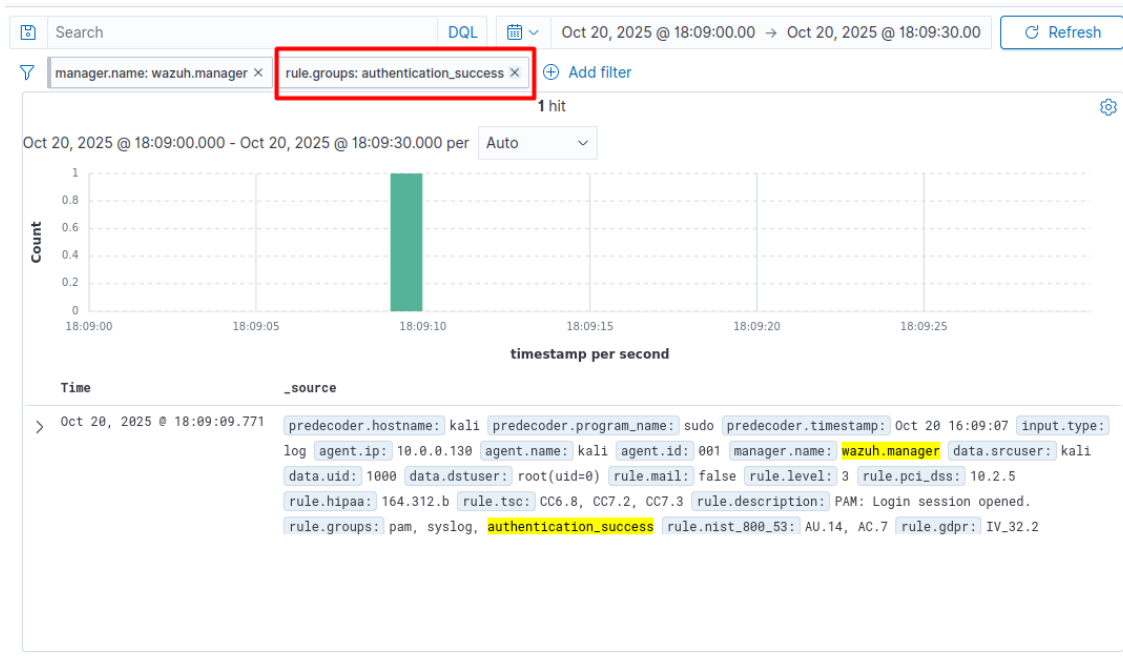 Search DQL Oct 20, 2025 @ 18:09:00.00 → Oct 20, 2025 @ 18:09:30.00 Refresh
manager.name: wazuh.manager × rule.groups: authentication_success × Add filter
1 hit
Oct 20, 2025 @ 18:09:00.000 - Oct 20, 2025 @ 18:09:30.000 per Auto
1
0.8
0.6
0.4
0.2
0
Count
18:09:00 18:09:05 18:09:10 18:09:15 18:09:20 18:09:25
timestamp per second
Time _source
Oct 20, 2025 @ 18:09:09.771 predecoder.hostname: kali predecoder.program_name: sudo predecoder.timestamp: Oct 20 16:09:07 input.type:
log agent.ip: 10.0.0.130 agent.name: kali agent.id: 001 manager.name: wazuh.manager data.srcuser: kali
data.uid: 1000 data.dstuser: root(uid=0) rule.mail: false rule.level: 3 rule.pci_dss: 10.2.5
rule.hipaa: 164.312.b rule.tsc: CC6.8, CC7.2, CC7.3 rule.description: PAM: Login session opened.
rule.groups: pam, syslog, authentication_success rule.nist_800_53: AU.14, AC.7 rule.gdpr: IV_32.2